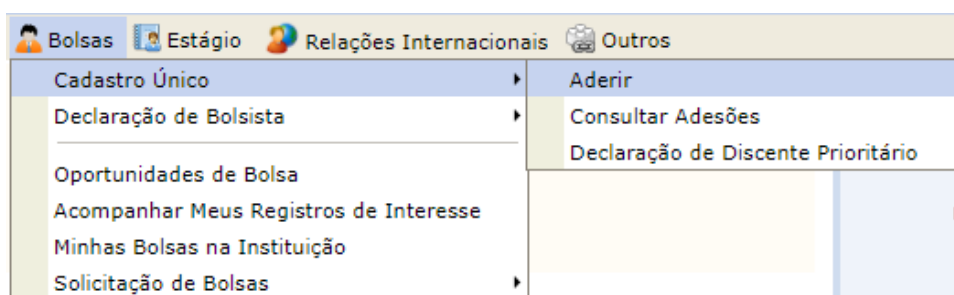 Bolsas Estágio Relações Internacionais Outros
Cadastro Único
Declaração de Bolsista
Oportunidades de Bolsa
Acompanhar Meus Registros de Interesse
Minhas Bolsas na Instituição
Solicitação de Bolsas
Aderir
Consultar Adesões
Declaração de Discente Prioritário